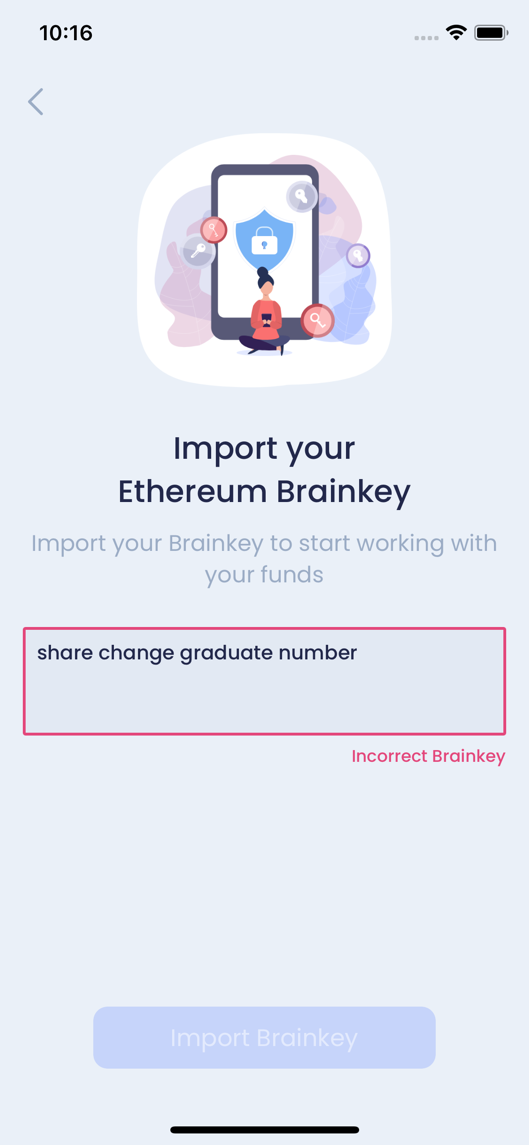 10:16
Import your
Ethereum Brainkey
Import your Brainkey to start working with
your funds
share change graduate number
Incorrect Brainkey
Import Brainkey